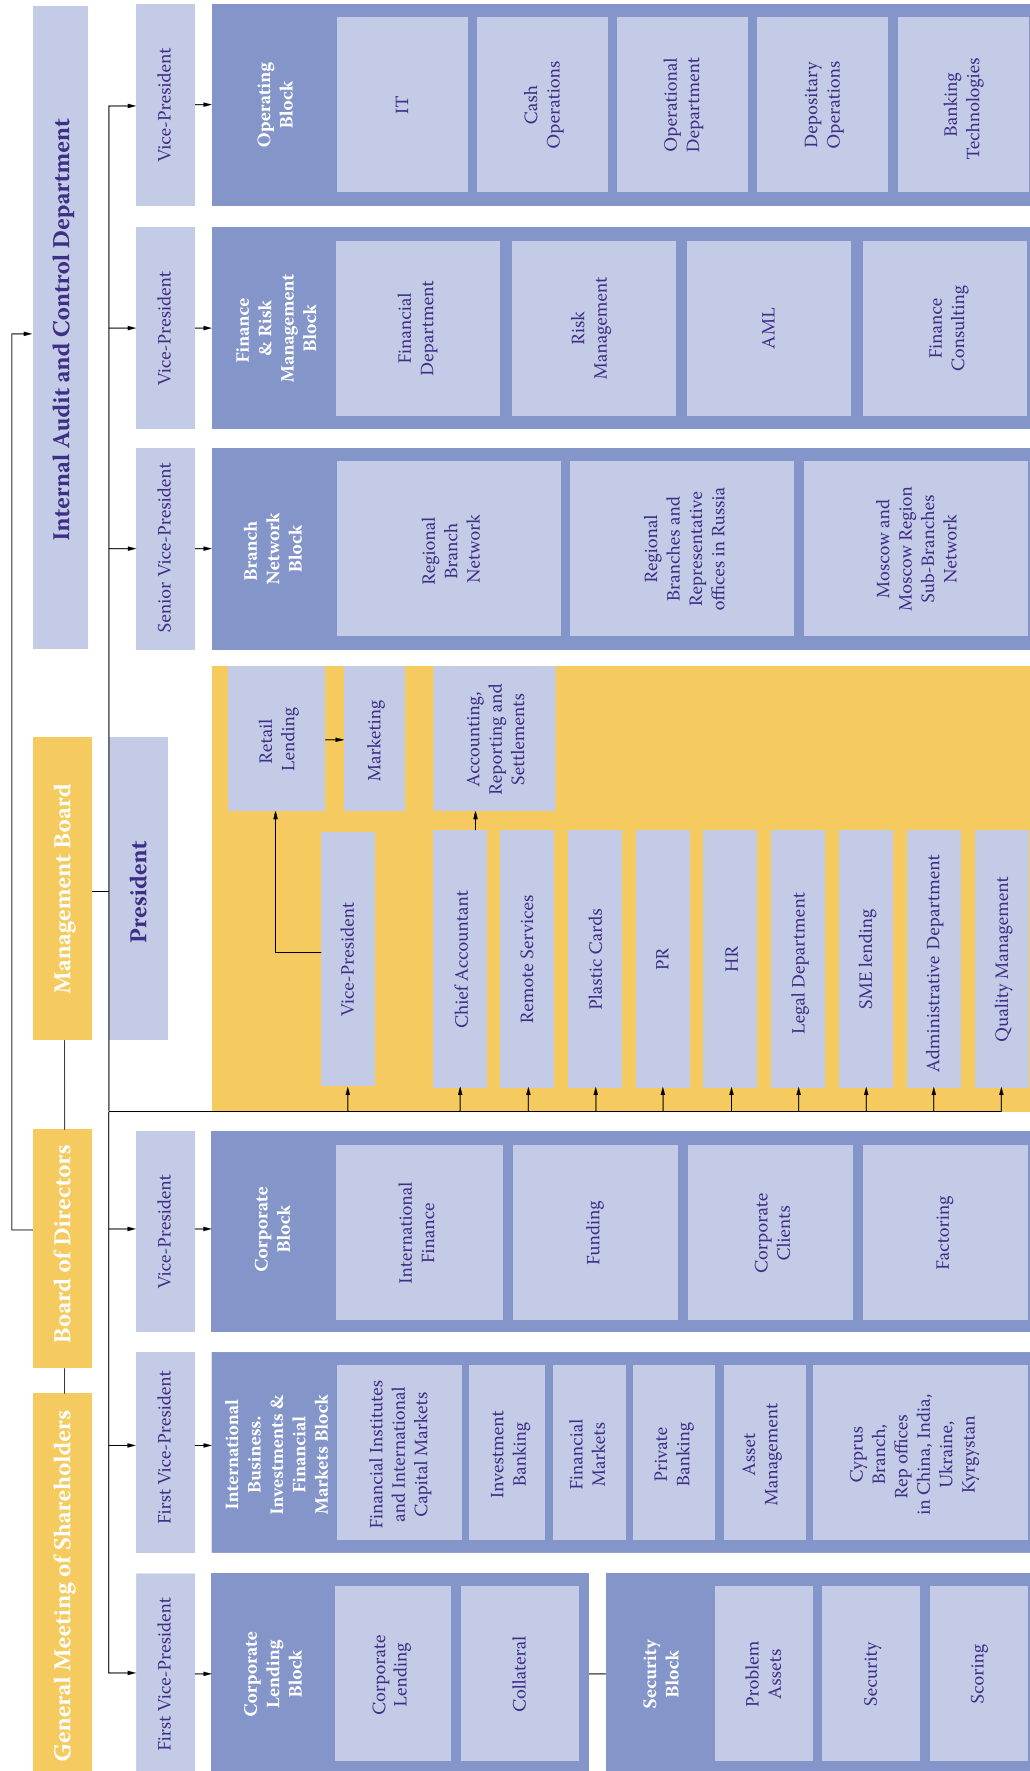 General Meeting of Shareholders
Board of Directors
Management Board
Internal Audit and Control Department
President
First Vice-President
Corporate
Lending
Block
Corporate
Lending
Collateral
Security
Block
Problem
Assets
Security
Scoring
First Vice-President
International
Business.
Investments &
Financial
Markets Block
Financial Institutes
and International
Capital Markets
Investment
Banking
Financial
Markets
Private
Banking
Asset
Management
Cyprus
Branch,
Rep offices
in China, India,
Ukraine,
Kyrgystan
Vice-President
Corporate
Block
International
Finance
Funding
Corporate
Clients
Factoring
Vice-President
Retail
Lending
Marketing
Chief Accountant
Accounting,
Reporting and
Settlements
Remote Services
Plastic Cards
PR
HR
Legal Department
SME lending
Administrative Department
Quality Management
Senior Vice-President
Branch
Network
Block
Regional
Branch
Network
Regional
Branches and
Representative
offices in Russia
Moscow and
Moscow Region
Sub-Branches
Network
Vice-President
Finance
& Risk
Management
Block
Financial
Department
Risk
Management
AML
Finance
Consulting
Vice-President
Operating
Block
IT
Cash
Operations
Operational
Department
Depositary
Operations
Banking
Technologies